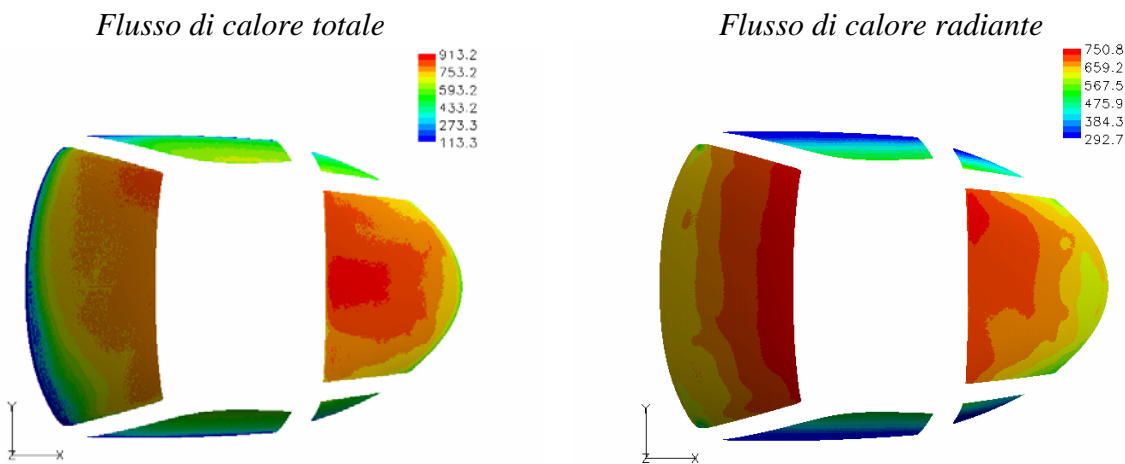 Flusso di calore totale
Flusso di calore radiante
913.2
753.2
593.2
433.2
273.3
113.3
750.8
659.2
567.5
475.9
384.3
292.7
Y
Z X
Y
Z X